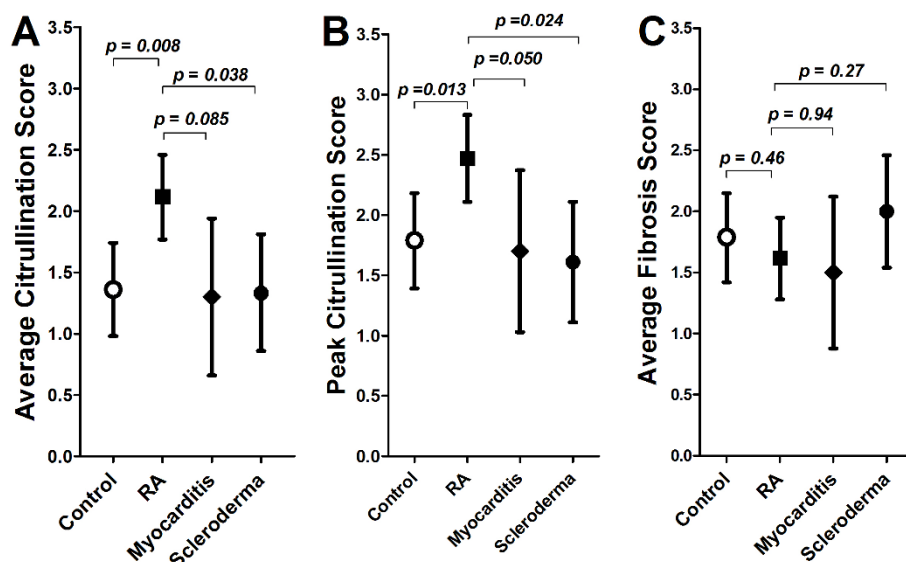 A
Average Citrullination Score
3.5
3.0
2.5
2.0
1.5
1.0
0.5
0.0
p = 0.008
p = 0.038
p = 0.085
Control
RA
Myocarditis
Scleroderma
B
Peak Citrullination Score
3.5
3.0
2.5
2.0
1.5
1.0
0.5
0.0
p =0.024
p = 0.050
p = 0.013
Control
RA
Myocarditis
Scleroderma
C
Average Fibrosis Score
3.5
3.0
2.5
2.0
1.5
1.0
0.5
0.0
p = 0.27
p = 0.94
p = 0.46
Control
RA
Myocarditis
Scleroderma